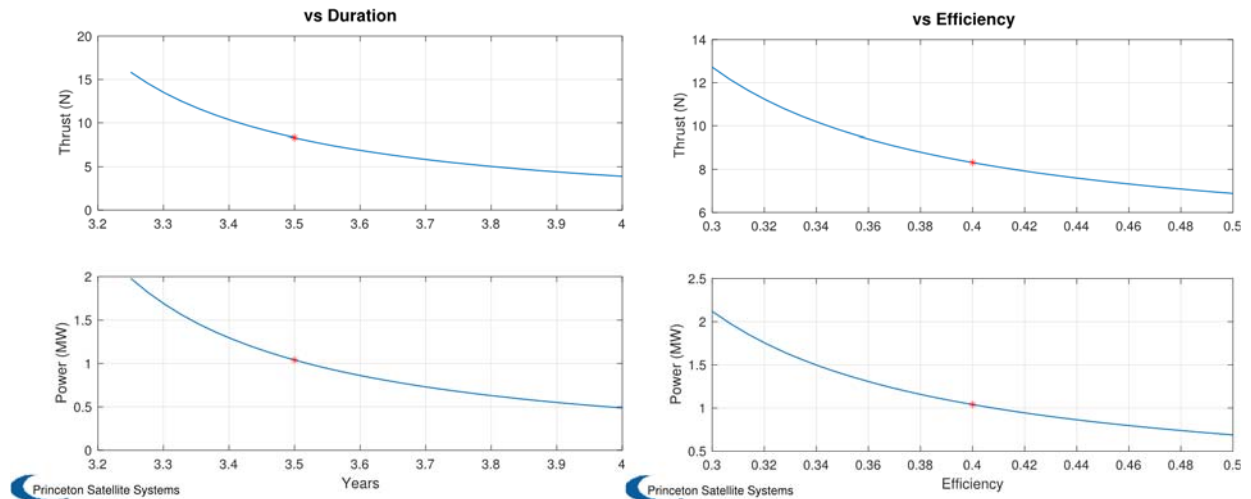 vs Duration
20
15
10
5
0
Thrust (N)
3.2 3.3 3.4 3.5 3.6 3.7 3.8 3.9 4
2
1.5
1
0.5
0
Power (MW)
3.2 3.3 3.4 3.5 3.6 3.7 3.8 3.9 4
Years
Princeton Satellite Systems
vs Efficiency
14
12
10
8
6
Thrust (N)
0.3 0.32 0.34 0.36 0.38 0.4 0.42 0.44 0.46 0.48 0.5
2.5
2
1.5
1
0.5
Power (MW)
0.3 0.32 0.34 0.36 0.38 0.4 0.42 0.44 0.46 0.48 0.5
Efficiency
Princeton Satellite Systems